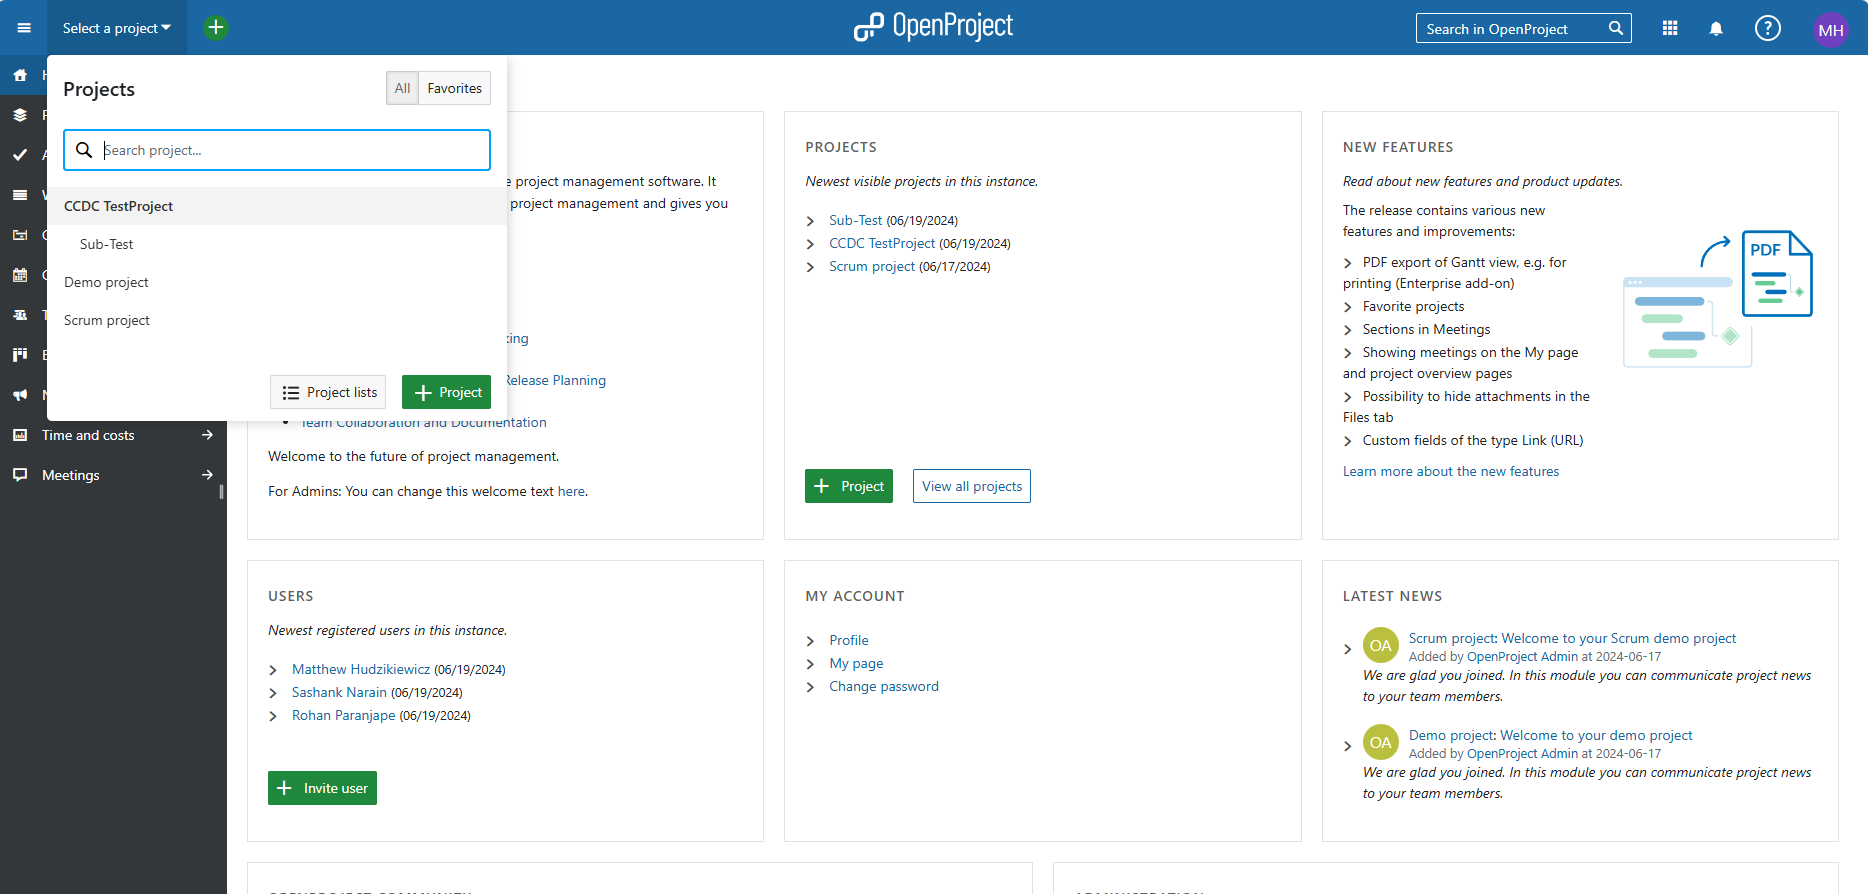 Select a project
OpenProject
Search in OpenProject
MH
Projects
All
Favorites
Search project...
CCDC TestProject
Sub-Test
Demo project
Scrum project
Project lists
Project
Time and costs
Meetings
e project management software. It
project management and gives you
Release Planning
Team Collaboration and Documentation
Welcome to the future of project management.
For Admins: You can change this welcome text here.
PROJECTS
Newest visible projects in this instance.
Sub-Test (06/19/2024)
CCDC TestProject (06/19/2024)
Scrum project (06/17/2024)
Project
View all projects
NEW FEATURES
Read about new features and product updates.
The release contains various new
features and improvements:
PDF export of Gantt view, e.g. for
printing (Enterprise add-on)
Favorite projects
Sections in Meetings
Showing meetings on the My page
and project overview pages
Possibility to hide attachments in the
Files tab
Custom fields of the type Link (URL)
Learn more about the new features
PDF
USERS
Newest registered users in this instance.
Matthew Hudzikiewicz (06/19/2024)
Sashank Narain (06/19/2024)
Rohan Paranjape (06/19/2024)
Invite user
MY ACCOUNT
Profile
My page
Change password
LATEST NEWS
OA
Scrum project: Welcome to your Scrum demo project
Added by OpenProject Admin at 2024-06-17
We are glad you joined. In this module you can communicate project news
to your team members.
OA
Demo project: Welcome to your demo project
Added by OpenProject Admin at 2024-06-17
We are glad you joined. In this module you can communicate project news
to your team members.